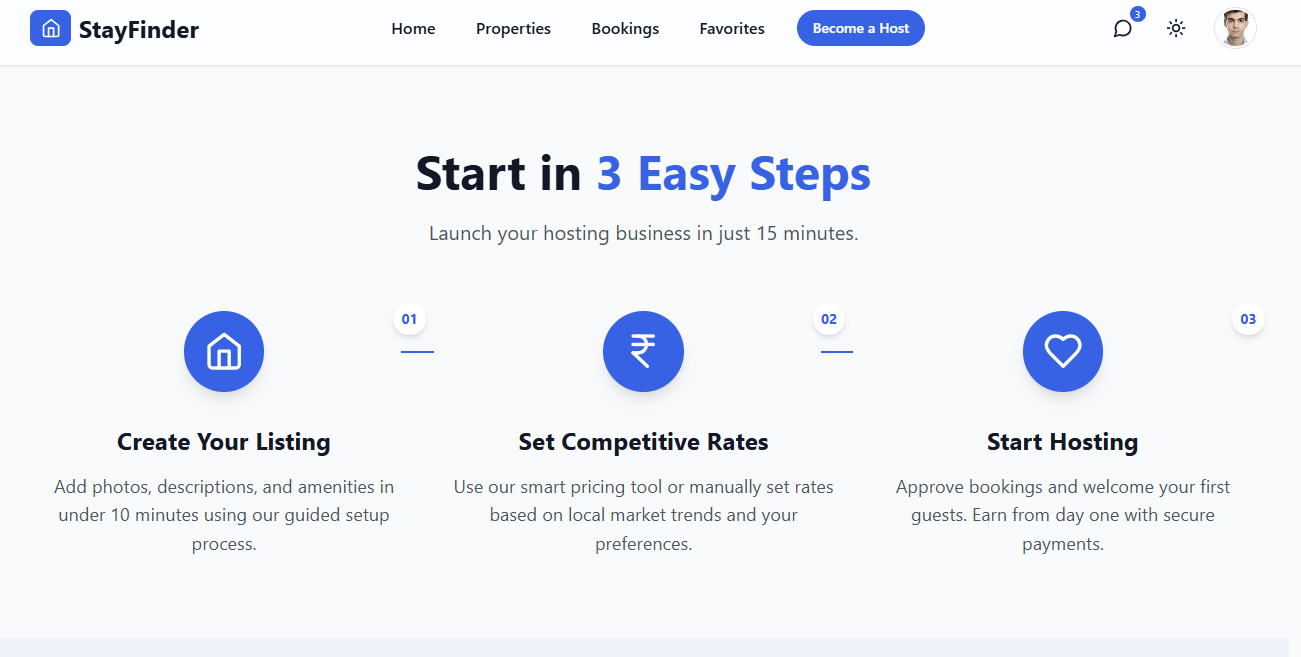 StayFinder
Home
Properties
Bookings
Favorites
Become a Host
3
Start in 3 Easy Steps
Launch your hosting business in just 15 minutes.
01
Create Your Listing
Add photos, descriptions, and amenities in
under 10 minutes using our guided setup
process.
02
₹
Set Competitive Rates
Use our smart pricing tool or manually set rates
based on local market trends and your
preferences.
03
Start Hosting
Approve bookings and welcome your first
guests. Earn from day one with secure
payments.